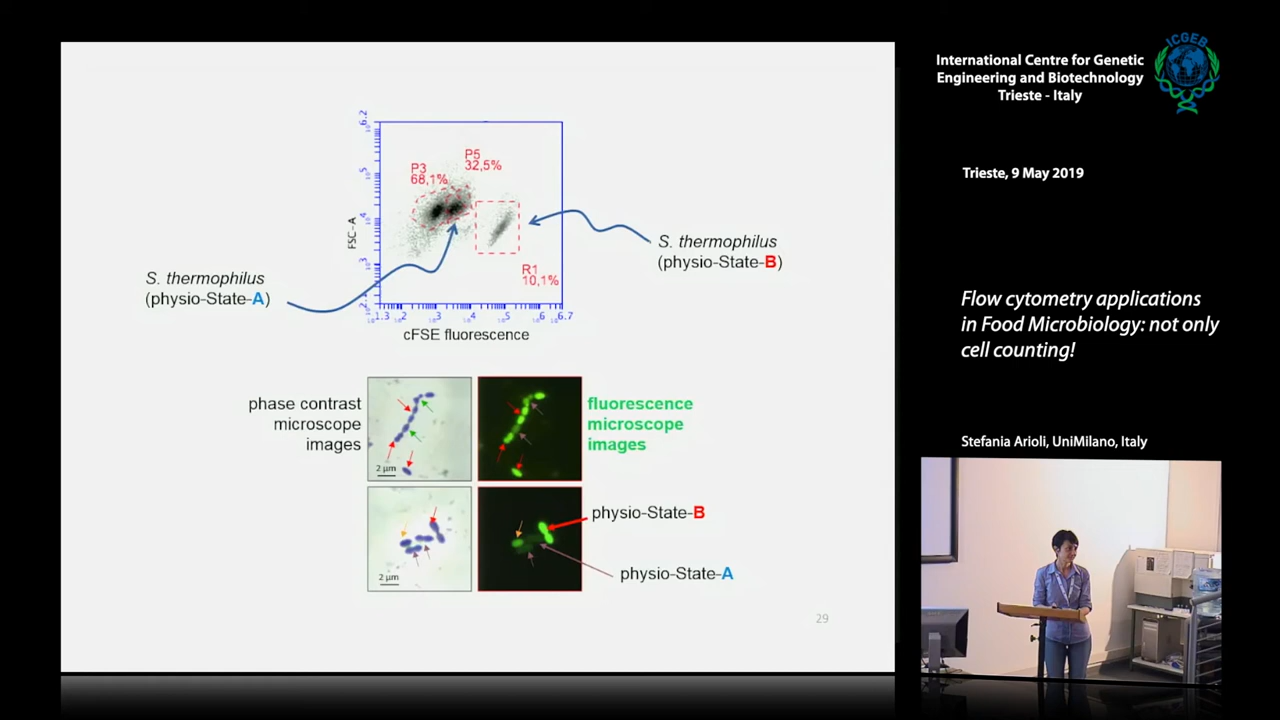 P5
32,5%
P3
68,1%
R1
10,1%
FSC-A
cFSE fluorescence
S. thermophilus
(physio-State-A)
S. thermophilus
(physio-State-B)
phase contrast
microscope
images
2 µm
2 µm
fluorescence
microscope
images
physio-State-B
physio-State-A
29
International Centre for Genetic
Engineering and Biotechnology
Trieste - Italy
ICGEB
Trieste, 9 May 2019
Flow cytometry applications
in Food Microbiology: not only
cell counting!
Stefania Arioli, UniMilano, Italy